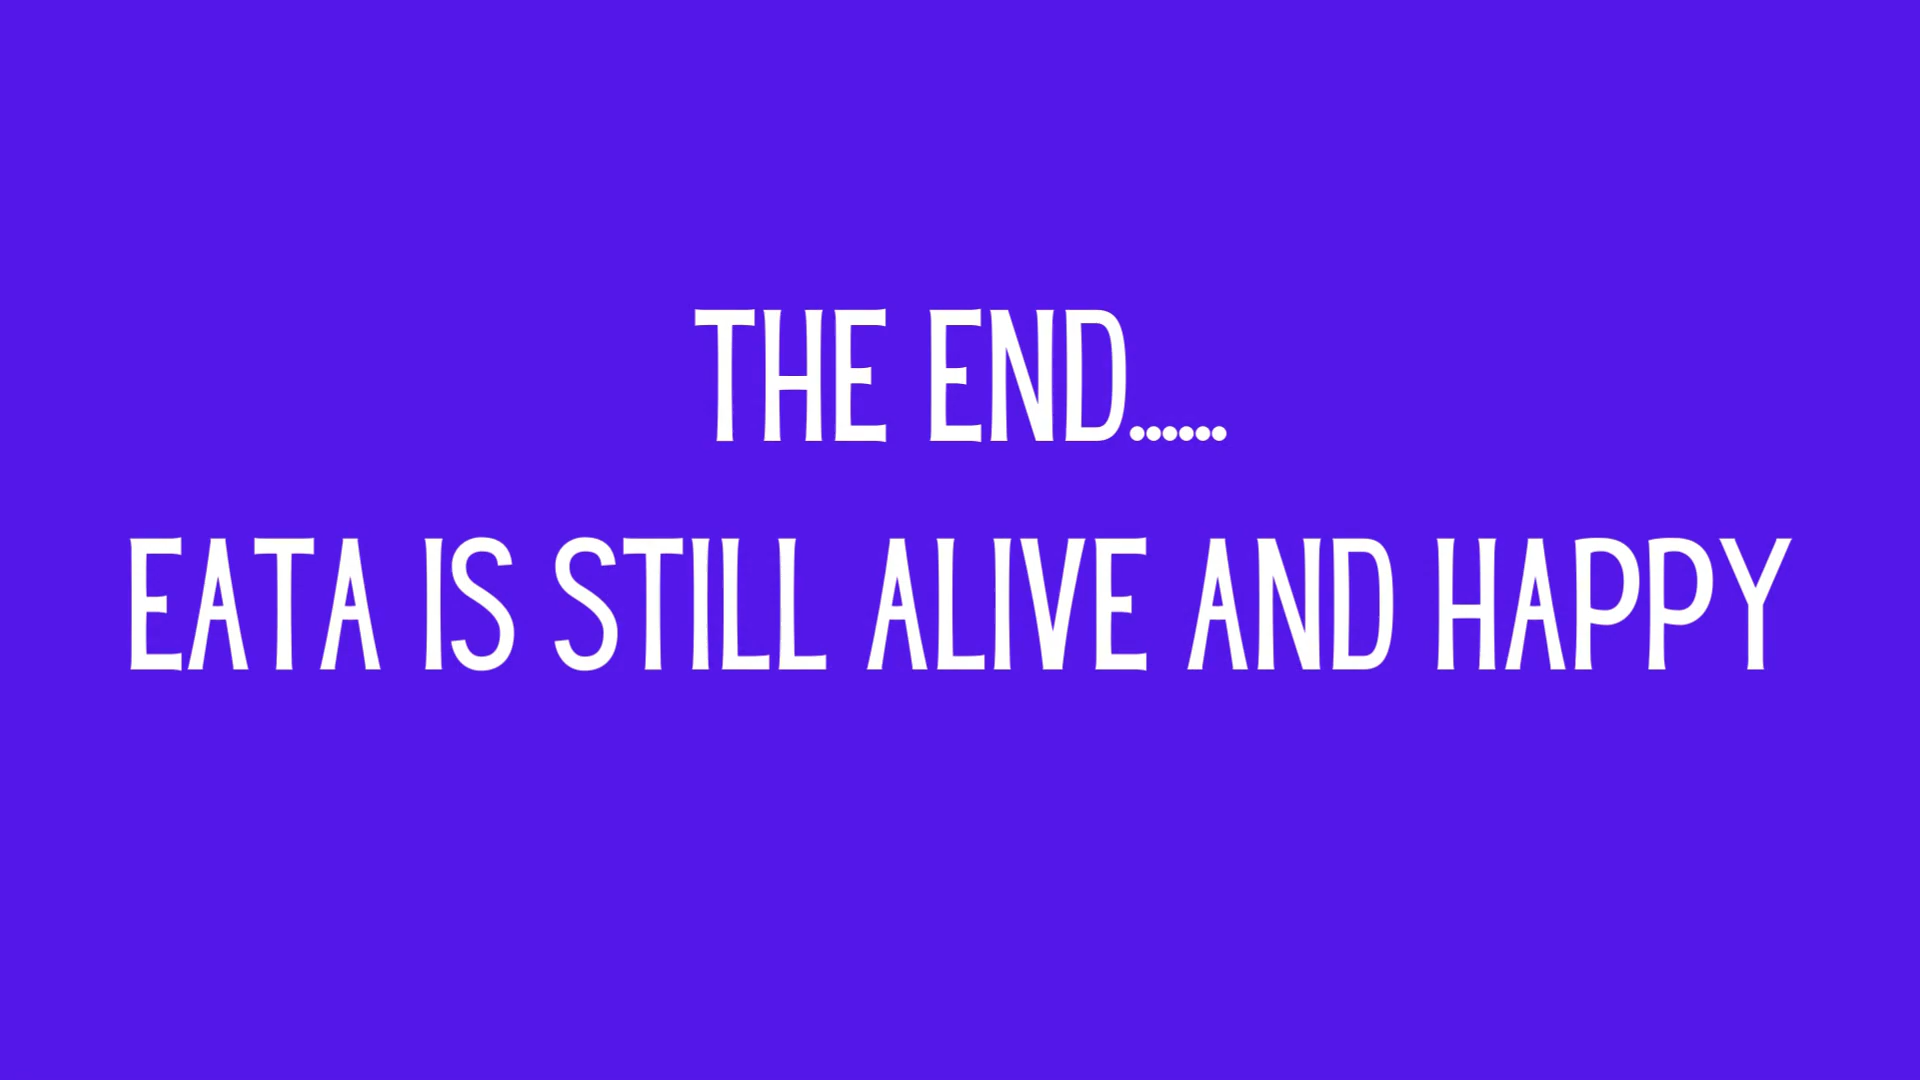 THE END......
EATA IS STILL ALIVE AND HAPPY